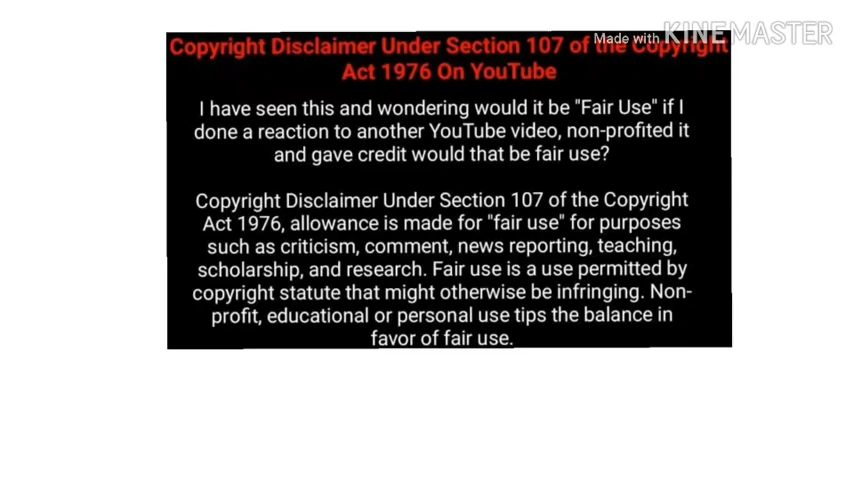 Made with KINEMASTER
Copyright Disclaimer Under Section 107 of the Copyright
Act 1976 On YouTube
I have seen this and wondering would it be "Fair Use" if I
done a reaction to another YouTube video, non-profited it
and gave credit would that be fair use?
Copyright Disclaimer Under Section 107 of the Copyright
Act 1976, allowance is made for "fair use" for purposes
such as criticism, comment, news reporting, teaching,
scholarship, and research. Fair use is a use permitted by
copyright statute that might otherwise be infringing. Non-
profit, educational or personal use tips the balance in
favor of fair use.